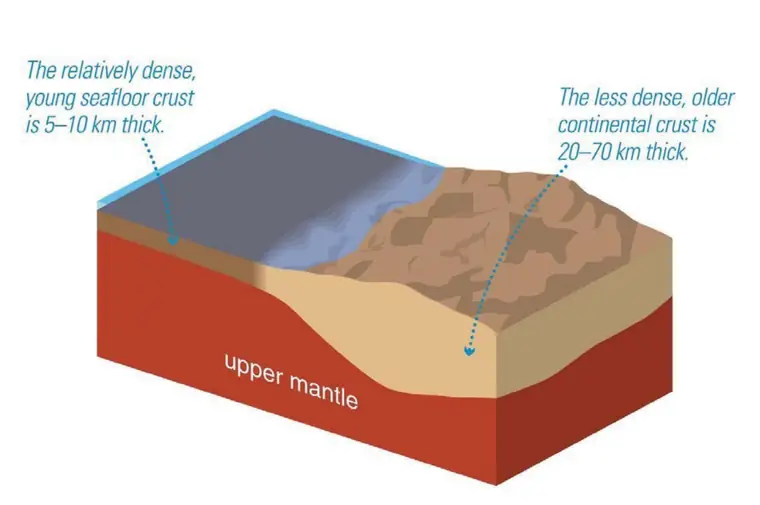 The relatively dense,
young seafloor crust
is 5–10 km thick.
The less dense, older
continental crust is
20–70 km thick.
upper mantle